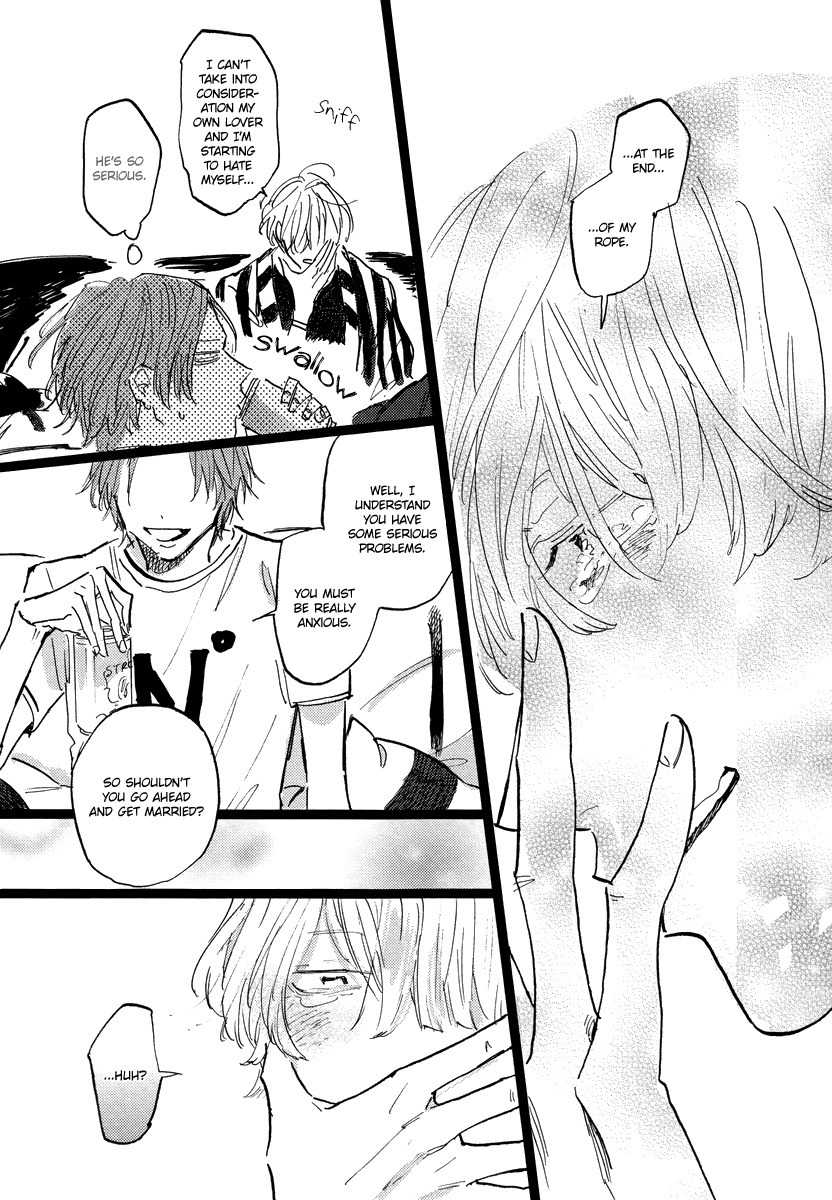 ...AT THE
END...
...OF MY
ROPE.
I CAN'T
TAKE INTO
CONSIDER-
ATION MY
OWN LOVER
AND I'M
STARTING
TO HATE
MYSELF...
sniff
HE'S SO
SERIOUS.
swallow
WELL, I
UNDERSTAND
YOU HAVE
SOME SERIOUS
PROBLEMS.
YOU MUST
BE REALLY
ANXIOUS.
N°
STRO
SO SHOULDN'T
YOU GO AHEAD
AND GET MARRIED?
...HUH?